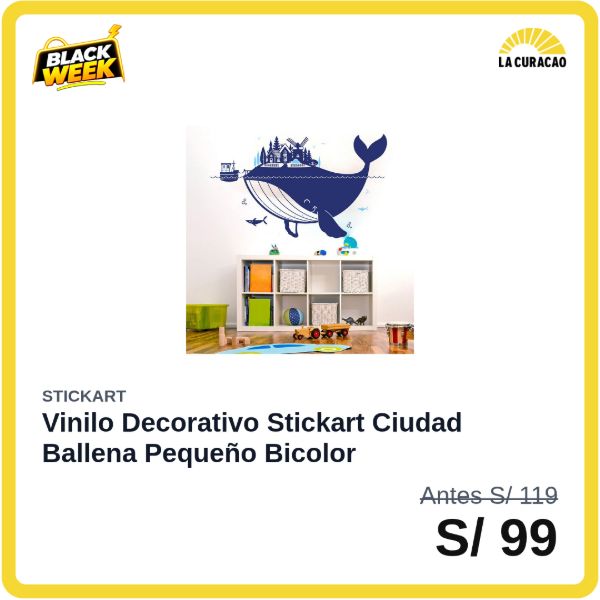 BLACK
WEEK
LA CURACAO
STICKART
Vinilo Decorativo Stickart Ciudad
Ballena Pequeño Bicolor
Antes S/ 119
S/ 99